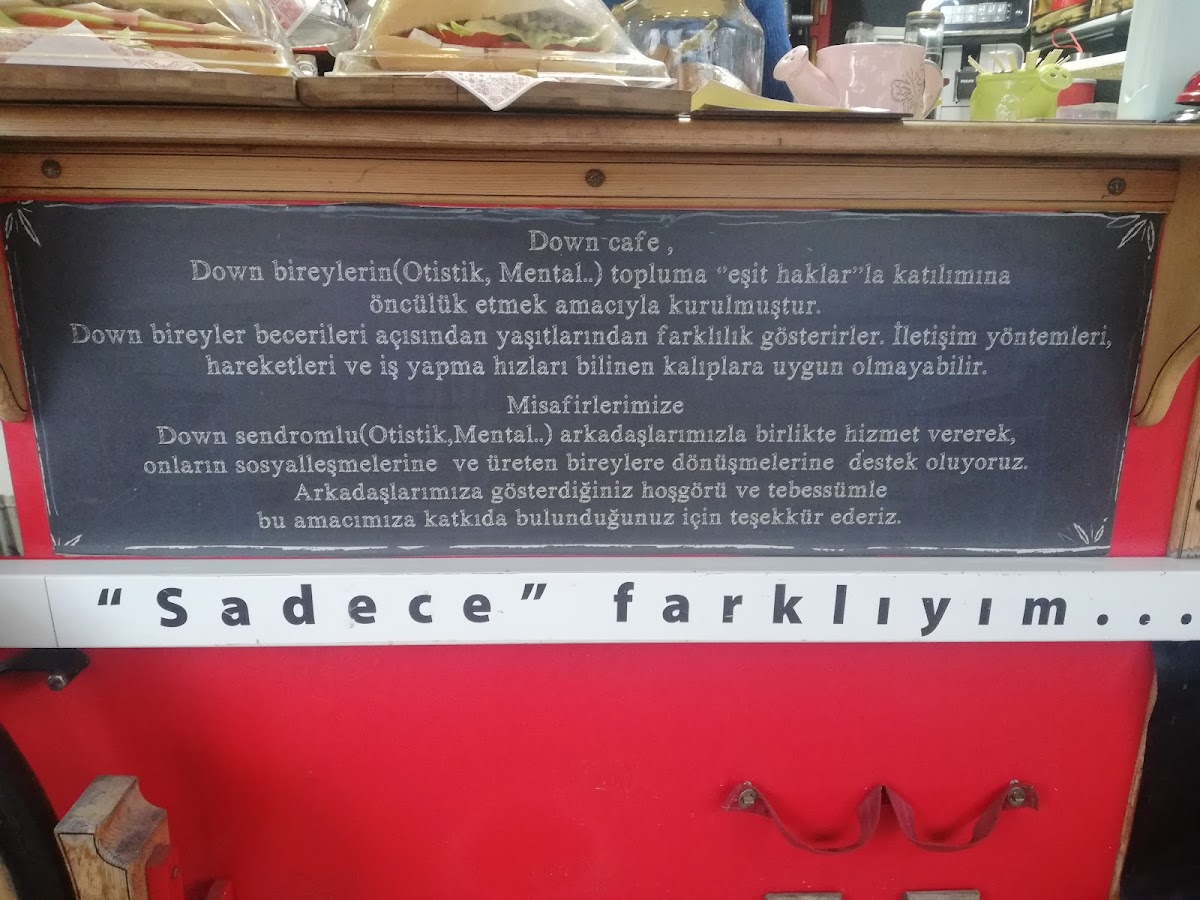 Down cafe ,
Down bireylerin(Otistik, Mental..) topluma ‘’eşit haklar’’la katılımına
öncülük etmek amacıyla kurulmuştur.
Down bireyler becerileri açısından yaşıtlarından farklılık gösterirler. İletişim yöntemleri,
hareketleri ve iş yapma hızları bilinen kalıplara uygun olmayabilir.
Misafirlerimize
Down sendromlu(Otistik,Mental..) arkadaşlarımızla birlikte hizmet vererek,
onların sosyalleşmelerine ve üreten bireylere dönüşmelerine destek oluyoruz.
Arkadaşlarımıza gösterdiğiniz hoşgörü ve tebessümle
bu amacımıza katkıda bulunduğunuz için teşekkür ederiz.
“Sadece” farklıyım...